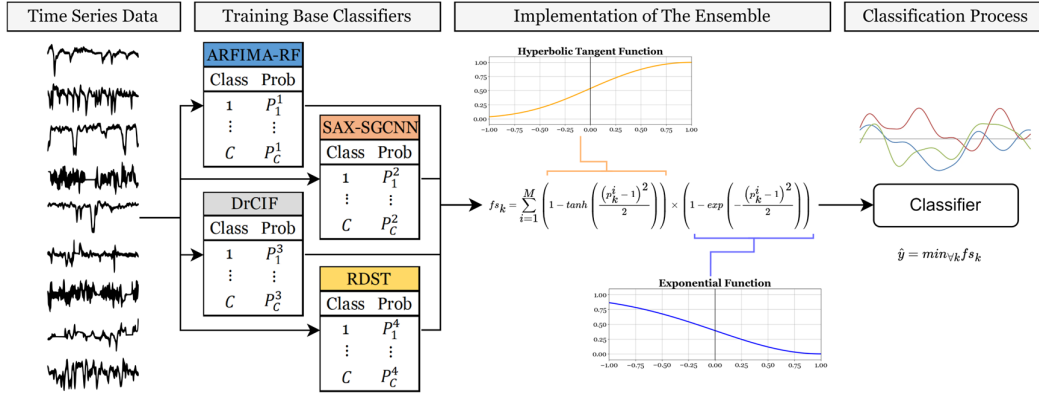 Time Series Data
Training Base Classifiers
Implementation of The Ensemble
Classification Process
ARFIMA-RF
Class Prob
1 P_1^1
⋮ ⋮
C P_C^1
SAX-SGCNN
Class Prob
1 P_1^2
⋮ ⋮
C P_C^2
DrCIF
Class Prob
1 P_1^3
⋮ ⋮
C P_C^3
RDST
Class Prob
1 P_1^4
⋮ ⋮
C P_C^4
Hyperbolic Tangent Function
1.00
0.75
0.50
0.25
0.00
−1.00 −0.75 −0.50 −0.25 0.00 0.25 0.50 0.75 1.00
fs_k = \sum_{i=1}^{M} ( 1 - tanh ( (p_k^i - 1)^2 / 2 ) ) × ( 1 - exp ( - (p_k^i - 1)^2 / 2 ) )
Exponential Function
1.00
0.75
0.50
0.25
0.00
−1.00 −0.75 −0.50 −0.25 0.00 0.25 0.50 0.75 1.00
Classifier
ŷ = min_{∀k} fs_k